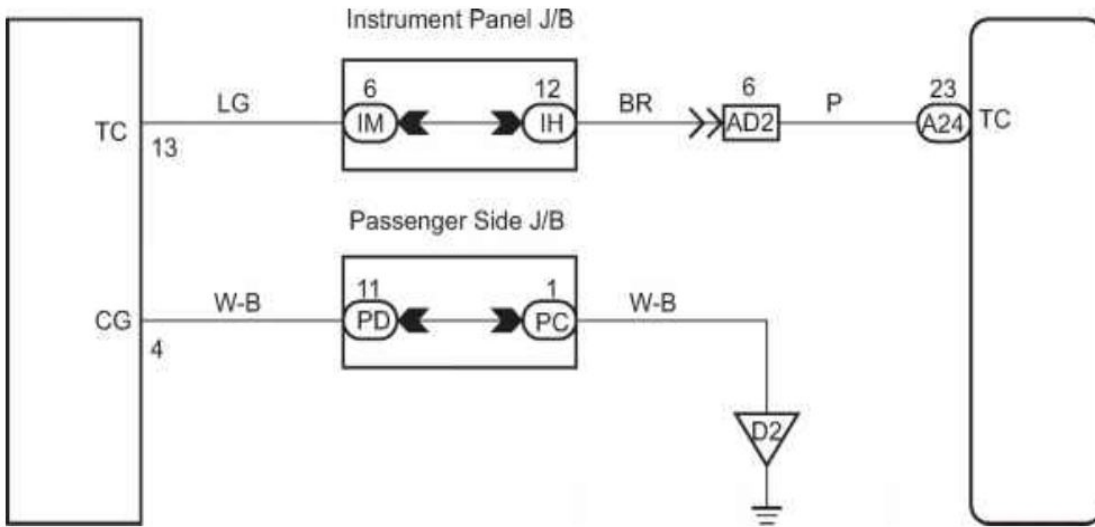 Instrument Panel J/B
6 12 6 23
LG BR P
TC IM IH AD2 A24 TC
13
Passenger Side J/B
11 1
W-B W-B
CG PD PC
4
D2